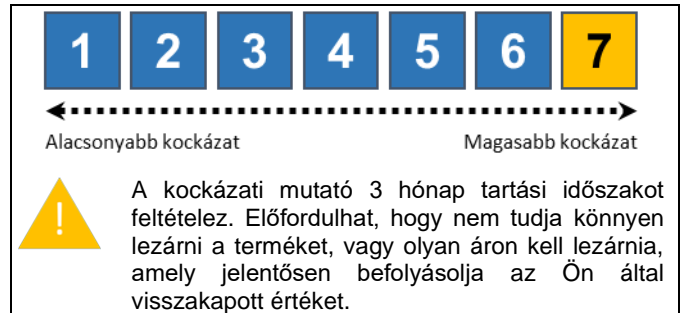 1 2 3 4 5 6 7
Alacsonyabb kockázat Magasabb kockázat
! A kockázati mutató 3 hónap tartási időszakot
feltételez. Előfordulhat, hogy nem tudja könnyen
lezárni a terméket, vagy olyan áron kell lezárnia,
amely jelentősen befolyásolja az Ön által
visszakapott értéket.